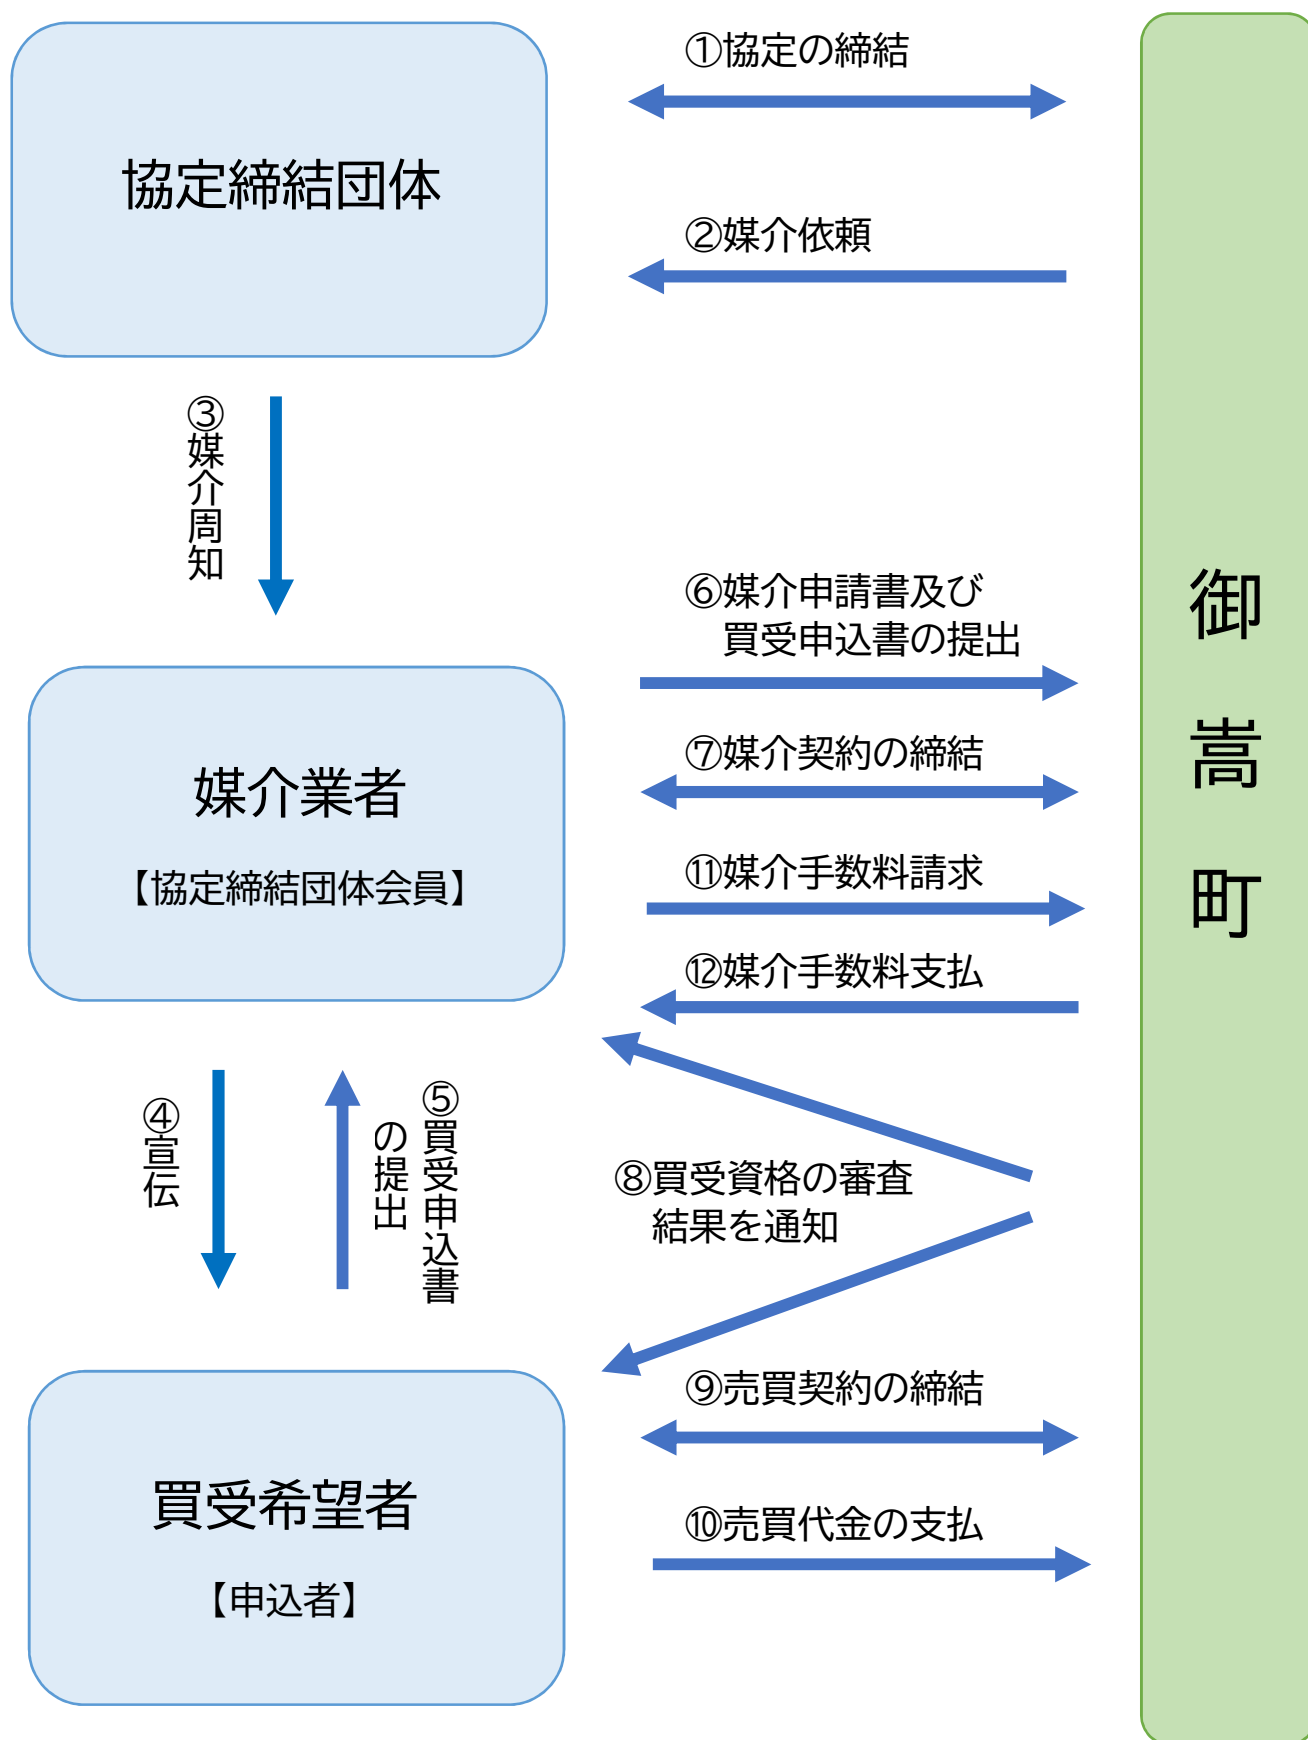 協定締結団体
①協定の締結
②媒介依頼
③媒介周知
媒介業者
【協定締結団体会員】
⑥媒介申請書及び
買受申込書の提出
⑦媒介契約の締結
⑪媒介手数料請求
⑫媒介手数料支払
④宣伝
⑤買受申込書
の提出
⑧買受資格の審査
結果を通知
買受希望者
【申込者】
⑨売買契約の締結
⑩売買代金の支払
御嵩町